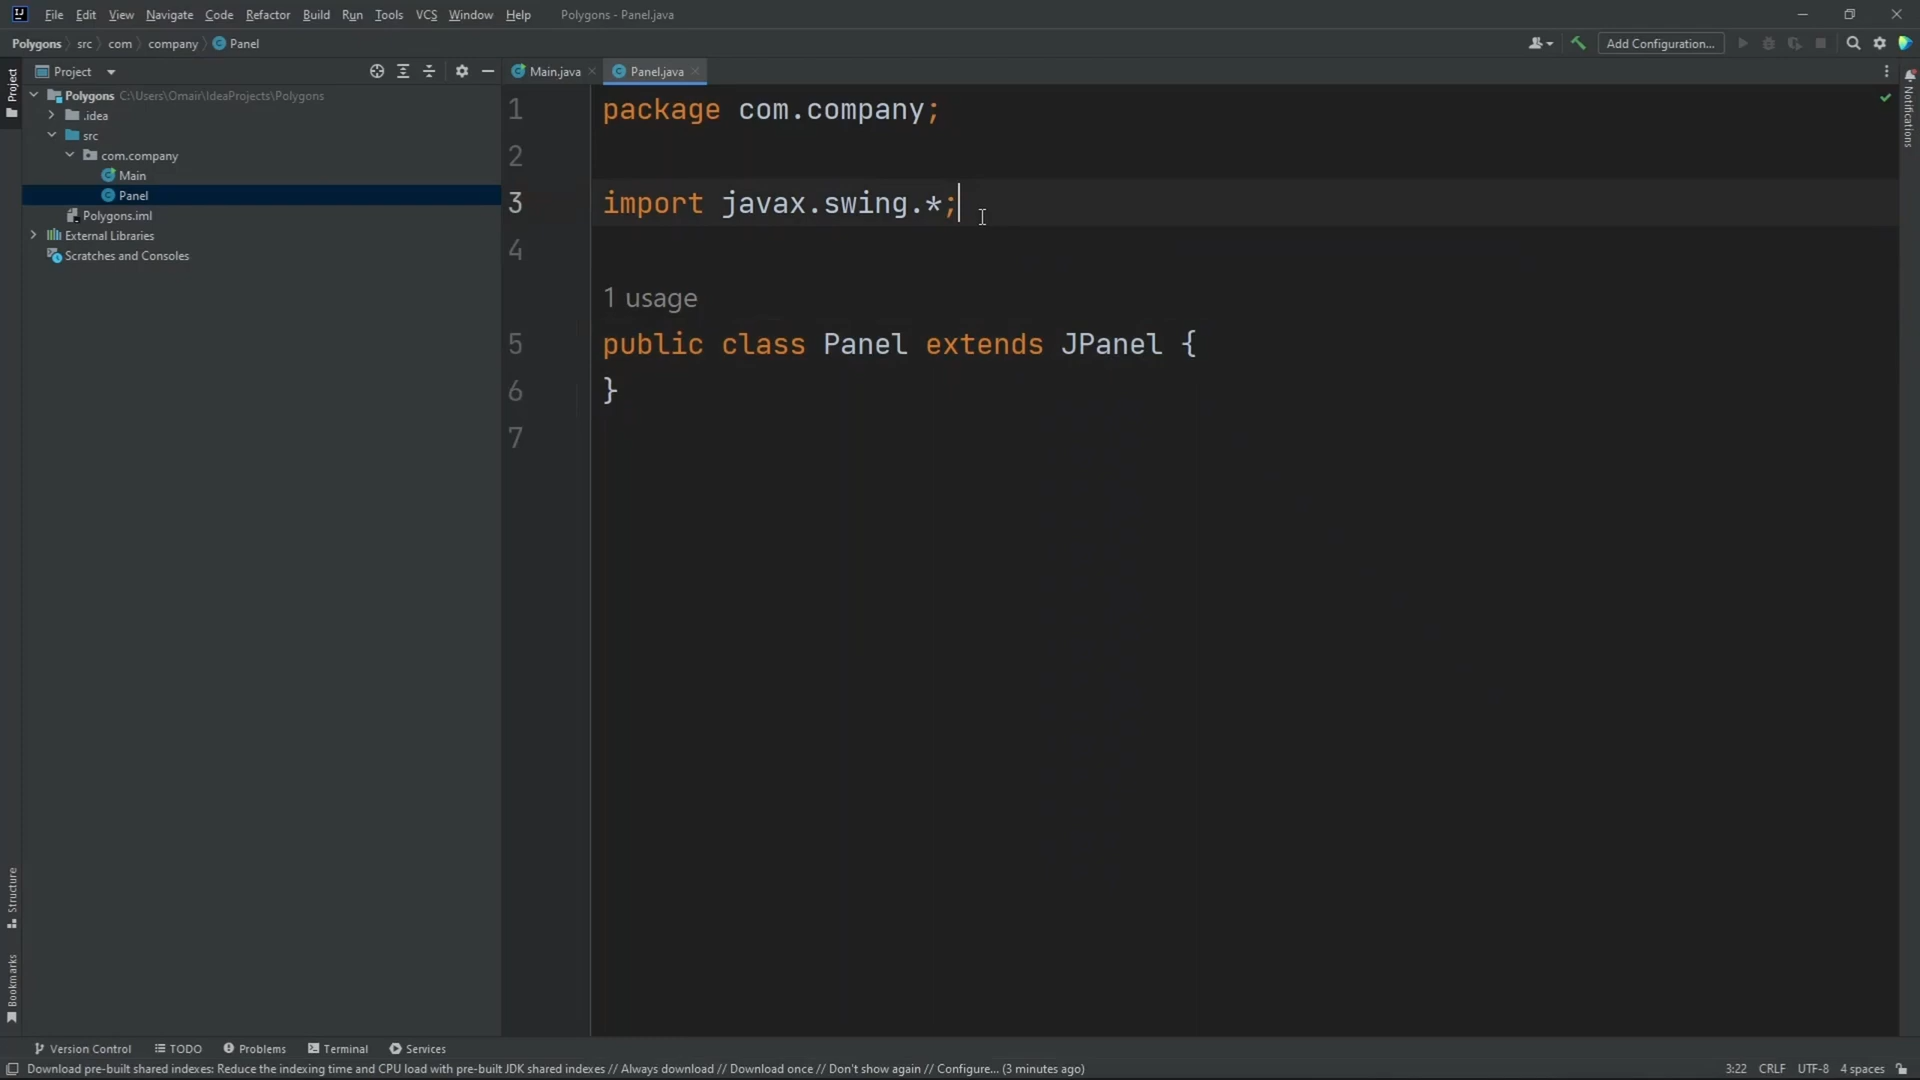 File Edit View Navigate Code Refactor Build Run Tools VCS Window Help Polygons - Panel.java
Polygons src com company Panel Add Configuration...
Project Main.java Panel.java
Polygons C:\Users\Omair\IdeaProjects\Polygons
.idea
src
com.company
Main
Panel
Polygons.iml
External Libraries
Scratches and Consoles
Project
Structure
Bookmarks
1 package com.company;
2
3 import javax.swing.*;
4
1 usage
5 public class Panel extends JPanel {
6 }
7
Notifications
Version Control TODO Problems Terminal Services
Download pre-built shared indexes: Reduce the indexing time and CPU load with pre-built JDK shared indexes // Always download // Download once // Don't show again // Configure... (3 minutes ago) 3:22 CRLF UTF-8 4 spaces